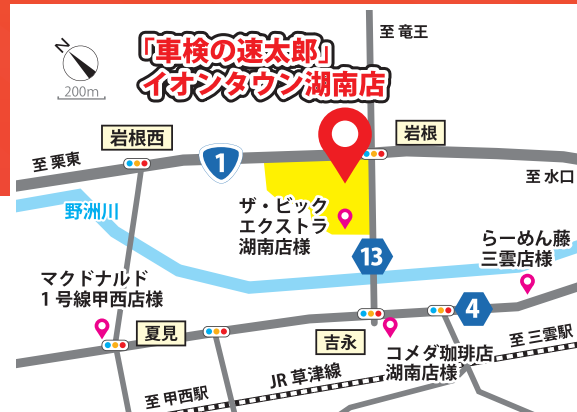 至 竜王
N
200m
「車検の速太郎」
イオンタウン湖南店
岩根西
岩根
至 栗東
1
至 水口
野洲川
ザ・ビック
エクストラ
湖南店様
らーめん藤
三雲店様
13
マクドナルド
1号線甲西店様
4
夏見
吉永
コメダ珈琲店
湖南店様
至 三雲駅
JR 草津線
至 甲西駅